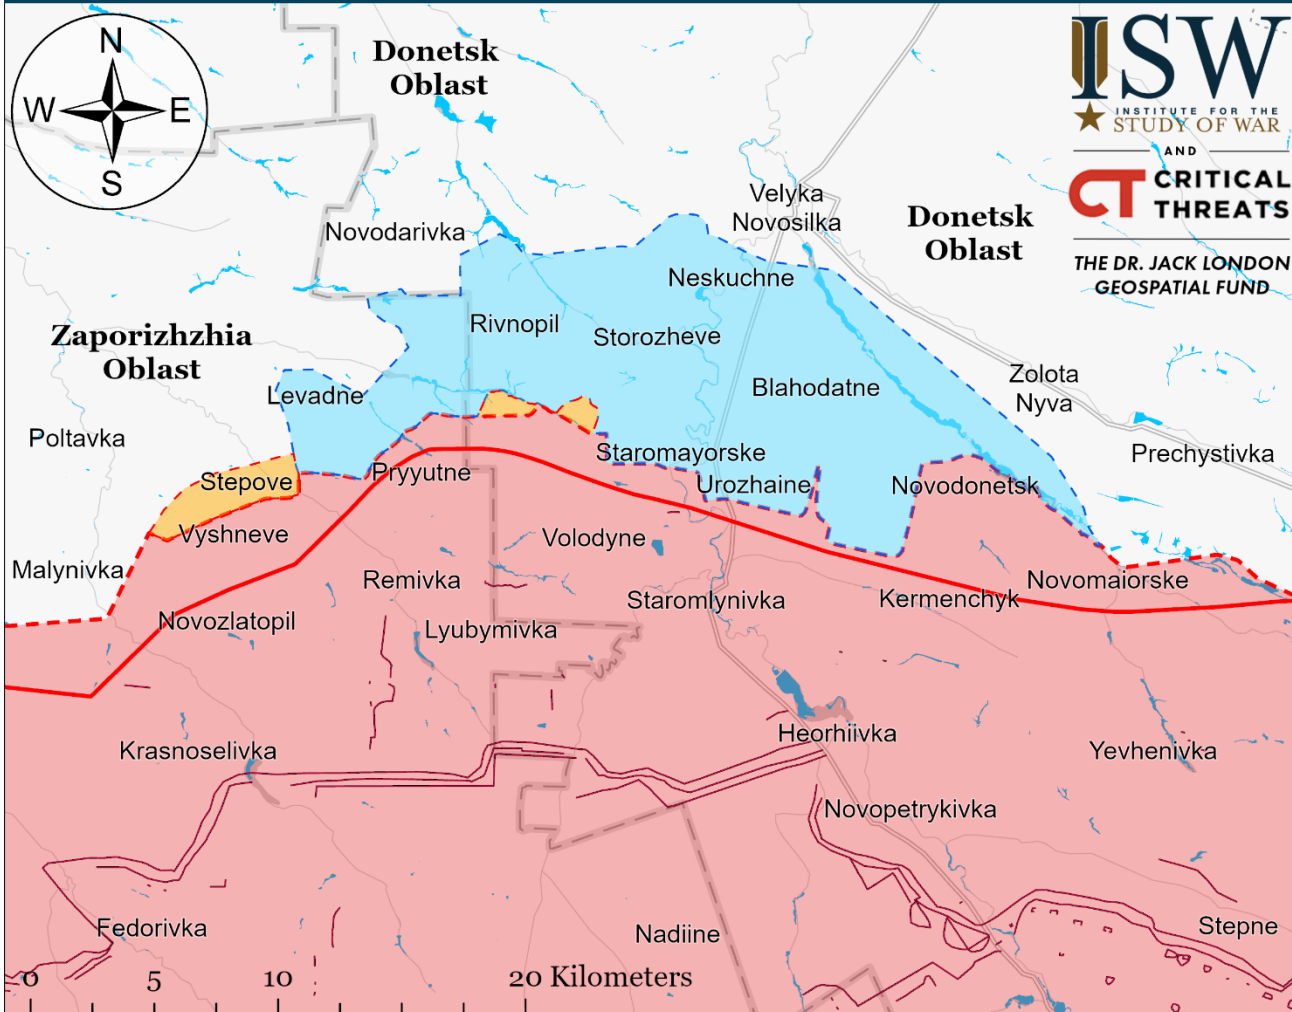 N
W
E
S
Donetsk
Oblast
ISW
INSTITUTE FOR THE
STUDY OF WAR
AND
CT CRITICAL
THREATS
THE DR. JACK LONDON
GEOSPATIAL FUND
Velyka
Novosilka
Donetsk
Oblast
Novodarivka
Neskuchne
Rivnopil
Storozheve
Zaporizhzhia
Oblast
Levadne
Blahodatne
Zolota
Nyva
Poltavka
Staromayorske
Prechystivka
Stepove
Pryyutne
Urozhaine
Novodonetsk
Vyshneve
Volodyne
Malynivka
Remivka
Novomaiorske
Staromlynivka
Kermenchyk
Novozlatopil
Lyubymivka
Krasnoselivka
Heorhiivka
Yevhenivka
Novopetrykivka
Fedorivka
Nadiine
Stepne
0
5
10
20 Kilometers